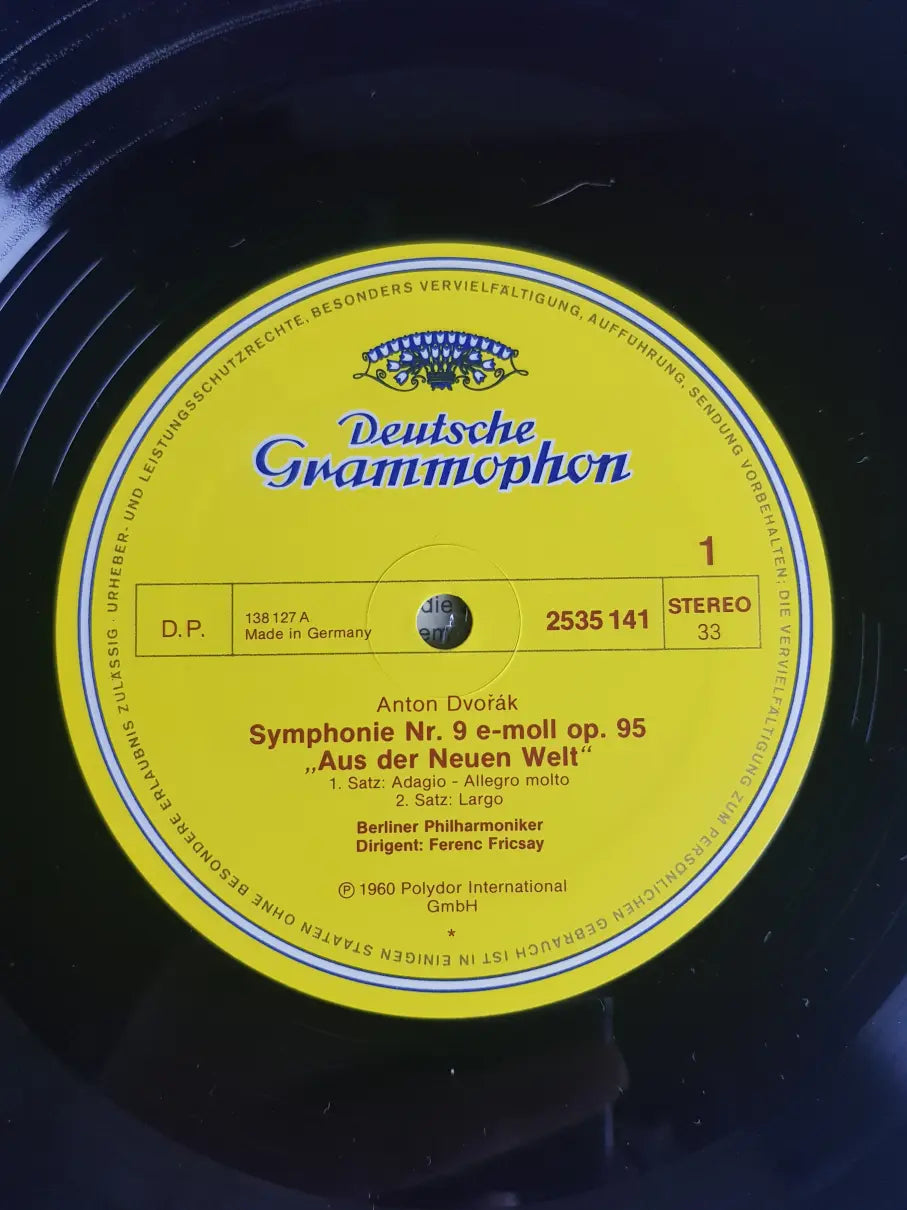 URHEBER- UND LEISTUNGSSCHUTZRECHTE, BESONDERS VERVIELFÄLTIGUNG, AUFFÜHRUNG, SENDUNG VORBEHALTEN; DIE VERVIELFÄLTIGUNG ZUM PERSÖNLICHEN GEBRAUCH IST IN EINIGEN STAATEN OHNE BESONDERE ERLAUBNIS ZULÄSSIG ·
Deutsche
Grammophon
1
D.P.
138 127 A
Made in Germany
die
en
2535 141
STEREO
33
Anton Dvořák
Symphonie Nr. 9 e-moll op. 95
„Aus der Neuen Welt“
1. Satz: Adagio - Allegro molto
2. Satz: Largo
Berliner Philharmoniker
Dirigent: Ferenc Fricsay
℗ 1960 Polydor International
GmbH
*